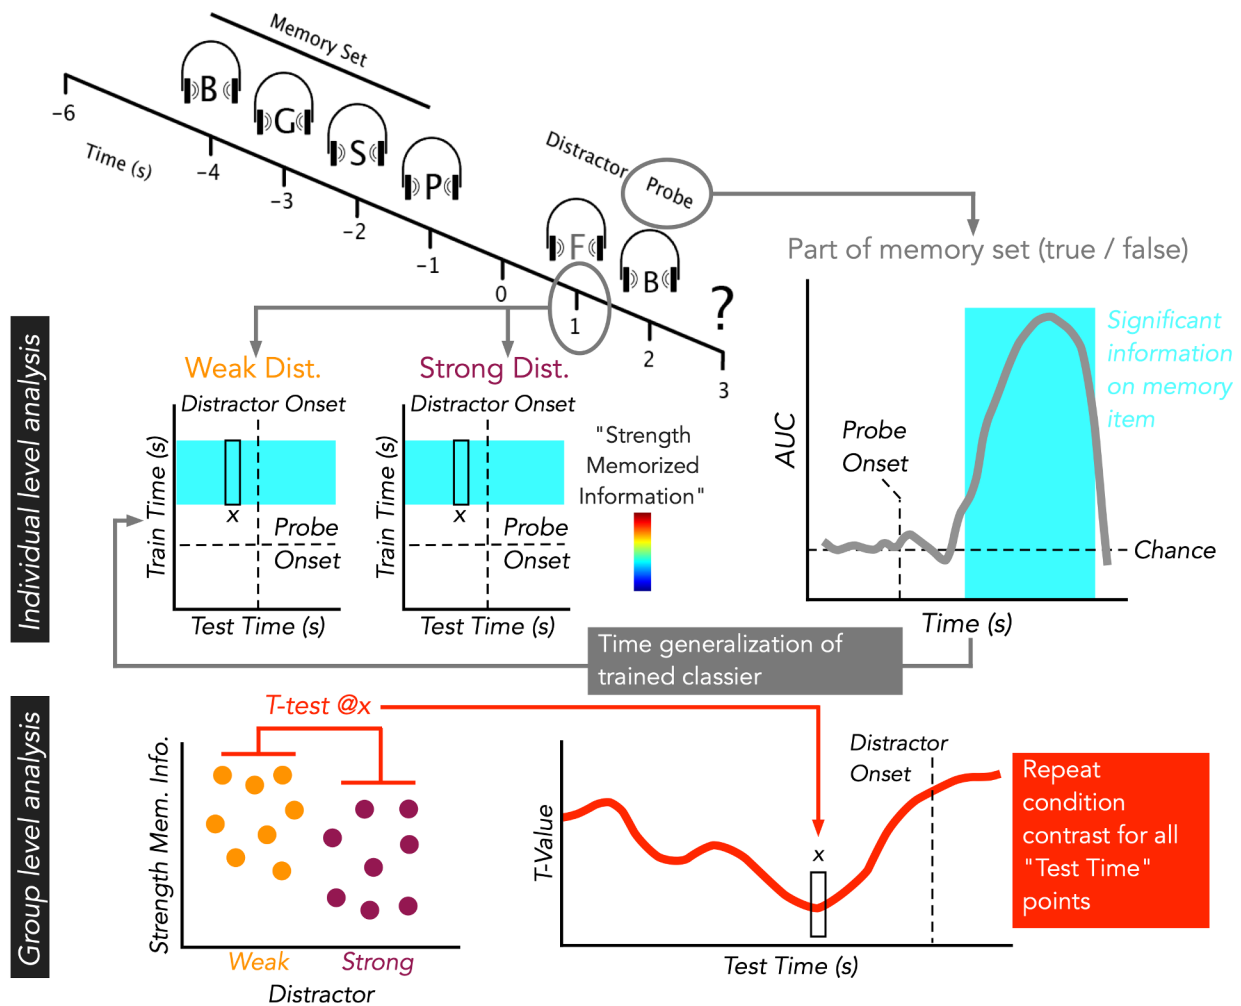 Memory Set
B
G
S
P
-6
-4
-3
-2
-1
0
1
2
3
Time (s)
Distractor
Probe
F
B
?
Part of memory set (true / false)
Individual level analysis
Weak Dist.
Distractor Onset
Train Time (s)
x
Probe
Onset
Test Time (s)
Strong Dist.
Distractor Onset
Train Time (s)
x
Probe
Onset
Test Time (s)
"Strength
Memorized
Information"
AUC
Probe
Onset
Significant
information
on memory
item
Chance
Time (s)
Time generalization of
trained classier
Group level analysis
T-test @x
Strength Mem. Info.
Weak
Strong
Distractor
T-Value
x
Distractor
Onset
Test Time (s)
Repeat
condition
contrast for all
"Test Time"
points